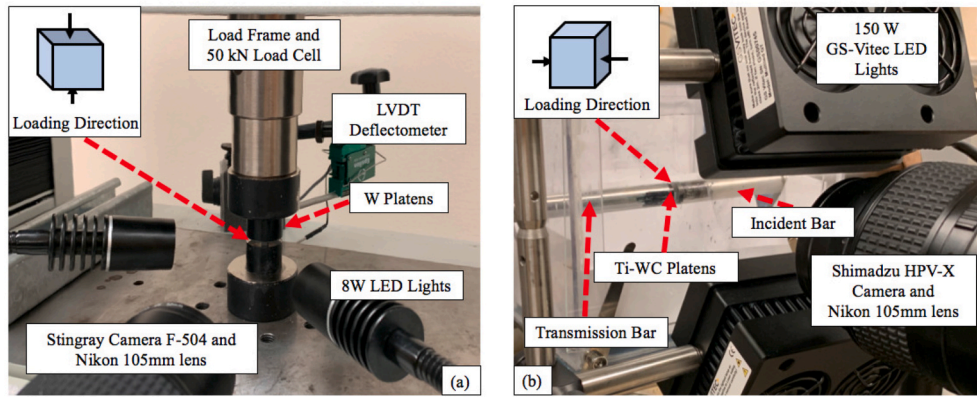 Loading Direction
Load Frame and
50 kN Load Cell
LVDT
Deflectometer
W Platens
8W LED Lights
Stingray Camera F-504 and
Nikon 105mm lens
(a)
Loading Direction
150 W
GS-Vitec LED
Lights
Incident Bar
Ti-WC Platens
Shimadzu HPV-X
Camera and
Nikon 105mm lens
Transmission Bar
(b)